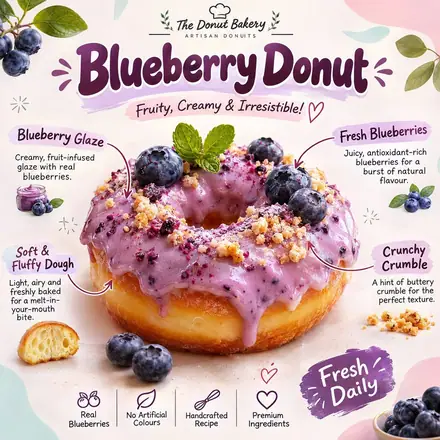 The Donut Bakery
ARTISAN DONUTS
Blueberry Donut
Fruity, Creamy & Irresistible!
Blueberry Glaze
Creamy, fruit-infused
glaze with real
blueberries.
Fresh Blueberries
Juicy, antioxidant-rich
blueberries for a
burst of natural
flavour.
Soft &
Fluffy Dough
Light, airy and
freshly baked
for a melt-in-
your-mouth
bite.
Crunchy
Crumble
A hint of buttery
crumble for the
perfect texture.
Fresh
Daily
Real
Blueberries
No Artificial
Colours
Handcrafted
Recipe
Premium
Ingredients